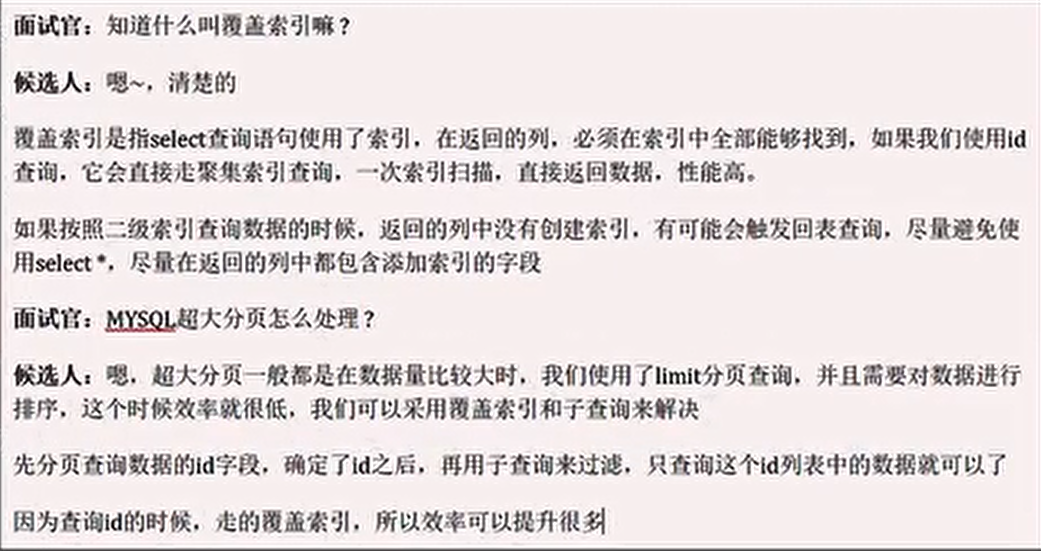 面试官：知道什么叫覆盖索引嘛？
候选人：嗯~，清楚的
覆盖索引是指select查询语句使用了索引，在返回的列，必须在索引中全部能够找到，如果我们使用id
查询，它会直接走聚集索引查询，一次索引扫描，直接返回数据，性能高。
如果按照二级索引查询数据的时候，返回的列中没有创建索引，有可能会触发回表查询，尽量避免使
用select *，尽量在返回的列中都包含添加索引的字段
面试官：MYSQL超大分页怎么处理？
候选人：嗯，超大分页一般都是在数据量比较大时，我们使用了limit分页查询，并且需要对数据进行
排序，这个时候效率就很低，我们可以采用覆盖索引和子查询来解决
先分页查询数据的id字段，确定了id之后，再用子查询来过滤，只查询这个id列表中的数据就可以了
因为查询id的时候，走的覆盖索引，所以效率可以提升很多